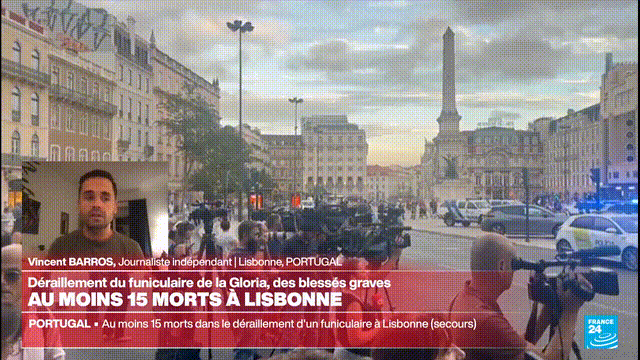 Vincent BARROS, Journaliste indépendant | Lisbonne, PORTUGAL
Déraillement du funiculaire de la Gloria, des blessés graves
AU MOINS 15 MORTS À LISBONNE
PORTUGAL ▪ Au moins 15 morts dans le déraillement d'un funiculaire à Lisbonne (secours)
FRANCE
24